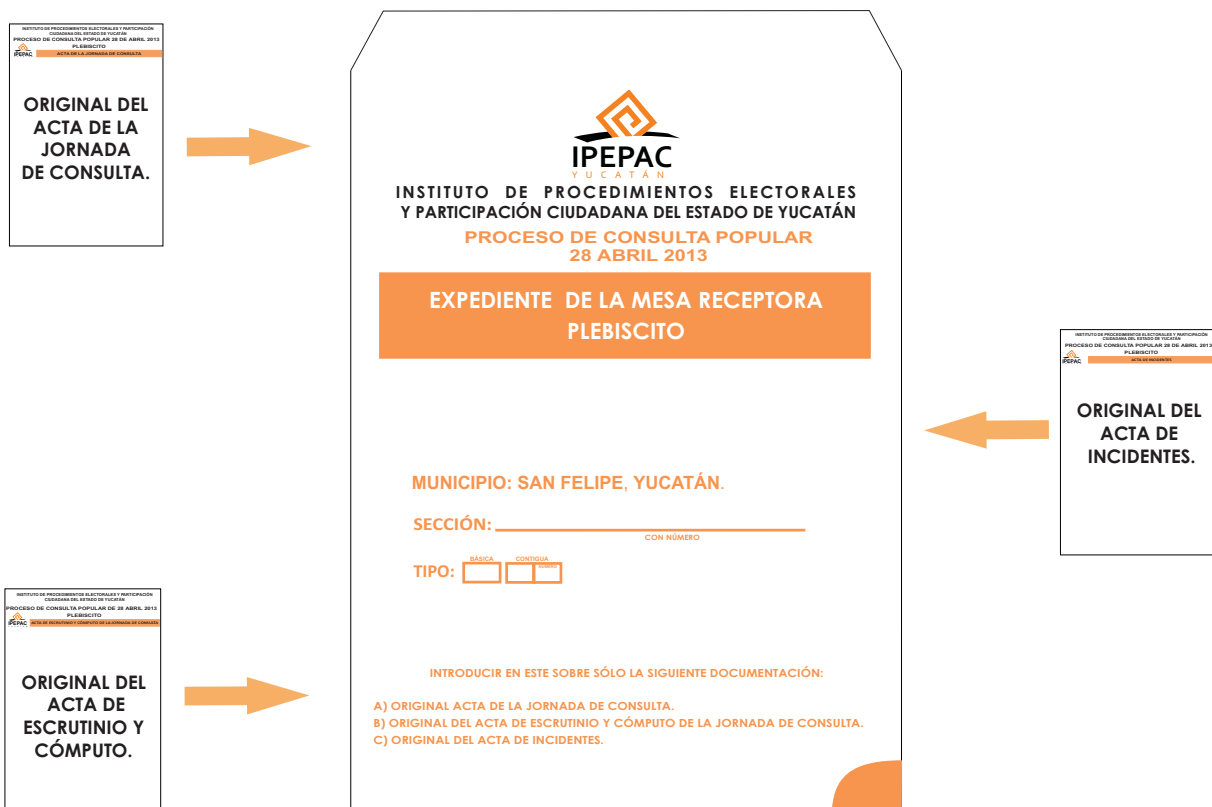 INSTITUTO DE PROCEDIMIENTOS ELECTORALES Y PARTICIPACIÓN
CIUDADANA DEL ESTADO DE YUCATÁN
PROCESO DE CONSULTA POPULAR 28 DE ABRIL 2013
PLEBISCITO
IPEPAC
ACTA DE LA JORNADA DE CONSULTA
ORIGINAL DEL
ACTA DE LA
JORNADA
DE CONSULTA.
IPEPAC
YUCATÁN
INSTITUTO DE PROCEDIMIENTOS ELECTORALES
Y PARTICIPACIÓN CIUDADANA DEL ESTADO DE YUCATÁN
PROCESO DE CONSULTA POPULAR
28 ABRIL 2013
EXPEDIENTE DE LA MESA RECEPTORA
PLEBISCITO
INSTITUTO DE PROCEDIMIENTOS ELECTORALES Y PARTICIPACIÓN
CIUDADANA DEL ESTADO DE YUCATÁN
PROCESO DE CONSULTA POPULAR 28 DE ABRIL 2013
PLEBISCITO
IPEPAC
ACTA DE INCIDENTES
ORIGINAL DEL
ACTA DE
INCIDENTES.
MUNICIPIO: SAN FELIPE, YUCATÁN.
SECCIÓN:
CON NÚMERO
TIPO:
BÁSICA
CONTIGUA
INSTITUTO DE PROCEDIMIENTOS ELECTORALES Y PARTICIPACIÓN
CIUDADANA DEL ESTADO DE YUCATÁN
PROCESO DE CONSULTA POPULAR DE 28 ABRIL 2013
PLEBISCITO
IPEPAC
ACTA DE ESCRUTINIO Y CÓMPUTO DE LA JORNADA DE CONSULTA
ORIGINAL DEL
ACTA DE
ESCRUTINIO Y
CÓMPUTO.
INTRODUCIR EN ESTE SOBRE SÓLO LA SIGUIENTE DOCUMENTACIÓN:
A) ORIGINAL ACTA DE LA JORNADA DE CONSULTA.
B) ORIGINAL DEL ACTA DE ESCRUTINIO Y CÓMPUTO DE LA JORNADA DE CONSULTA.
C) ORIGINAL DEL ACTA DE INCIDENTES.